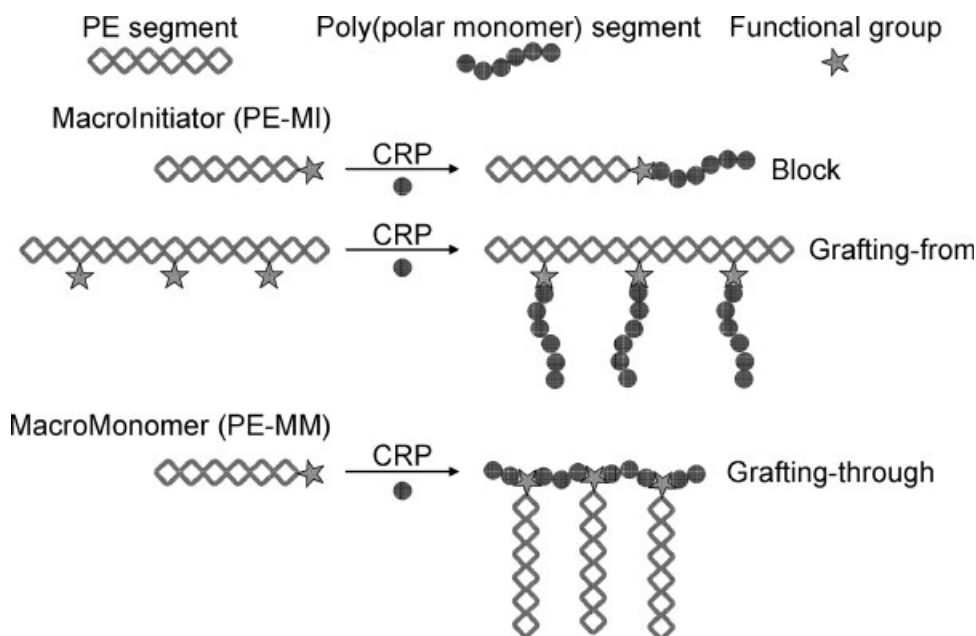 PE segment
Poly(polar monomer) segment
Functional group
MacroInitiator (PE-MI)
CRP
Block
CRP
Grafting-from
MacroMonomer (PE-MM)
CRP
Grafting-through